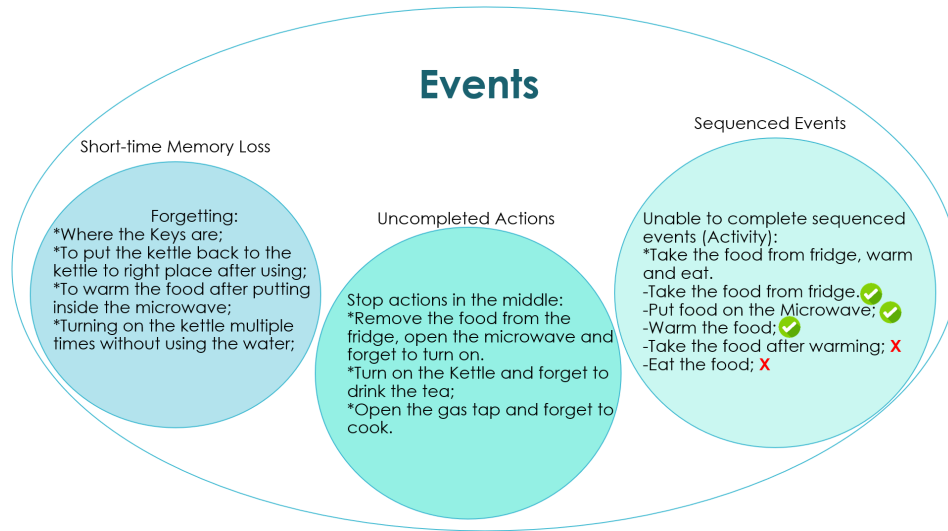 Events
Short-time Memory Loss
Forgetting:
*Where the Keys are;
*To put the kettle back to the
kettle to right place after using;
*To warm the food after putting
inside the microwave;
*Turning on the kettle multiple
times without using the water;
Uncompleted Actions
Stop actions in the middle:
*Remove the food from the
fridge, open the microwave and
forget to turn on.
*Turn on the Kettle and forget to
drink the tea;
*Open the gas tap and forget to
cook.
Sequenced Events
Unable to complete sequenced
events (Activity):
*Take the food from fridge, warm
and eat.
-Take the food from fridge.
-Put food on the Microwave;
-Warm the food;
-Take the food after warming; X
-Eat the food; X